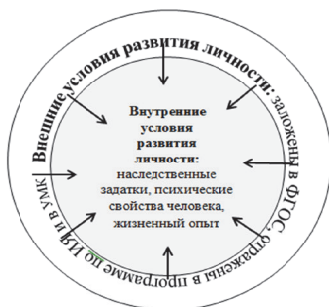 Внешние условия развития личности: заложены в ФГОС, отражены в программе по ИЯ и в УМК
Внутренние
условия
развития
личности:
наследственные
задатки, психические
свойства человека,
жизненный опыт